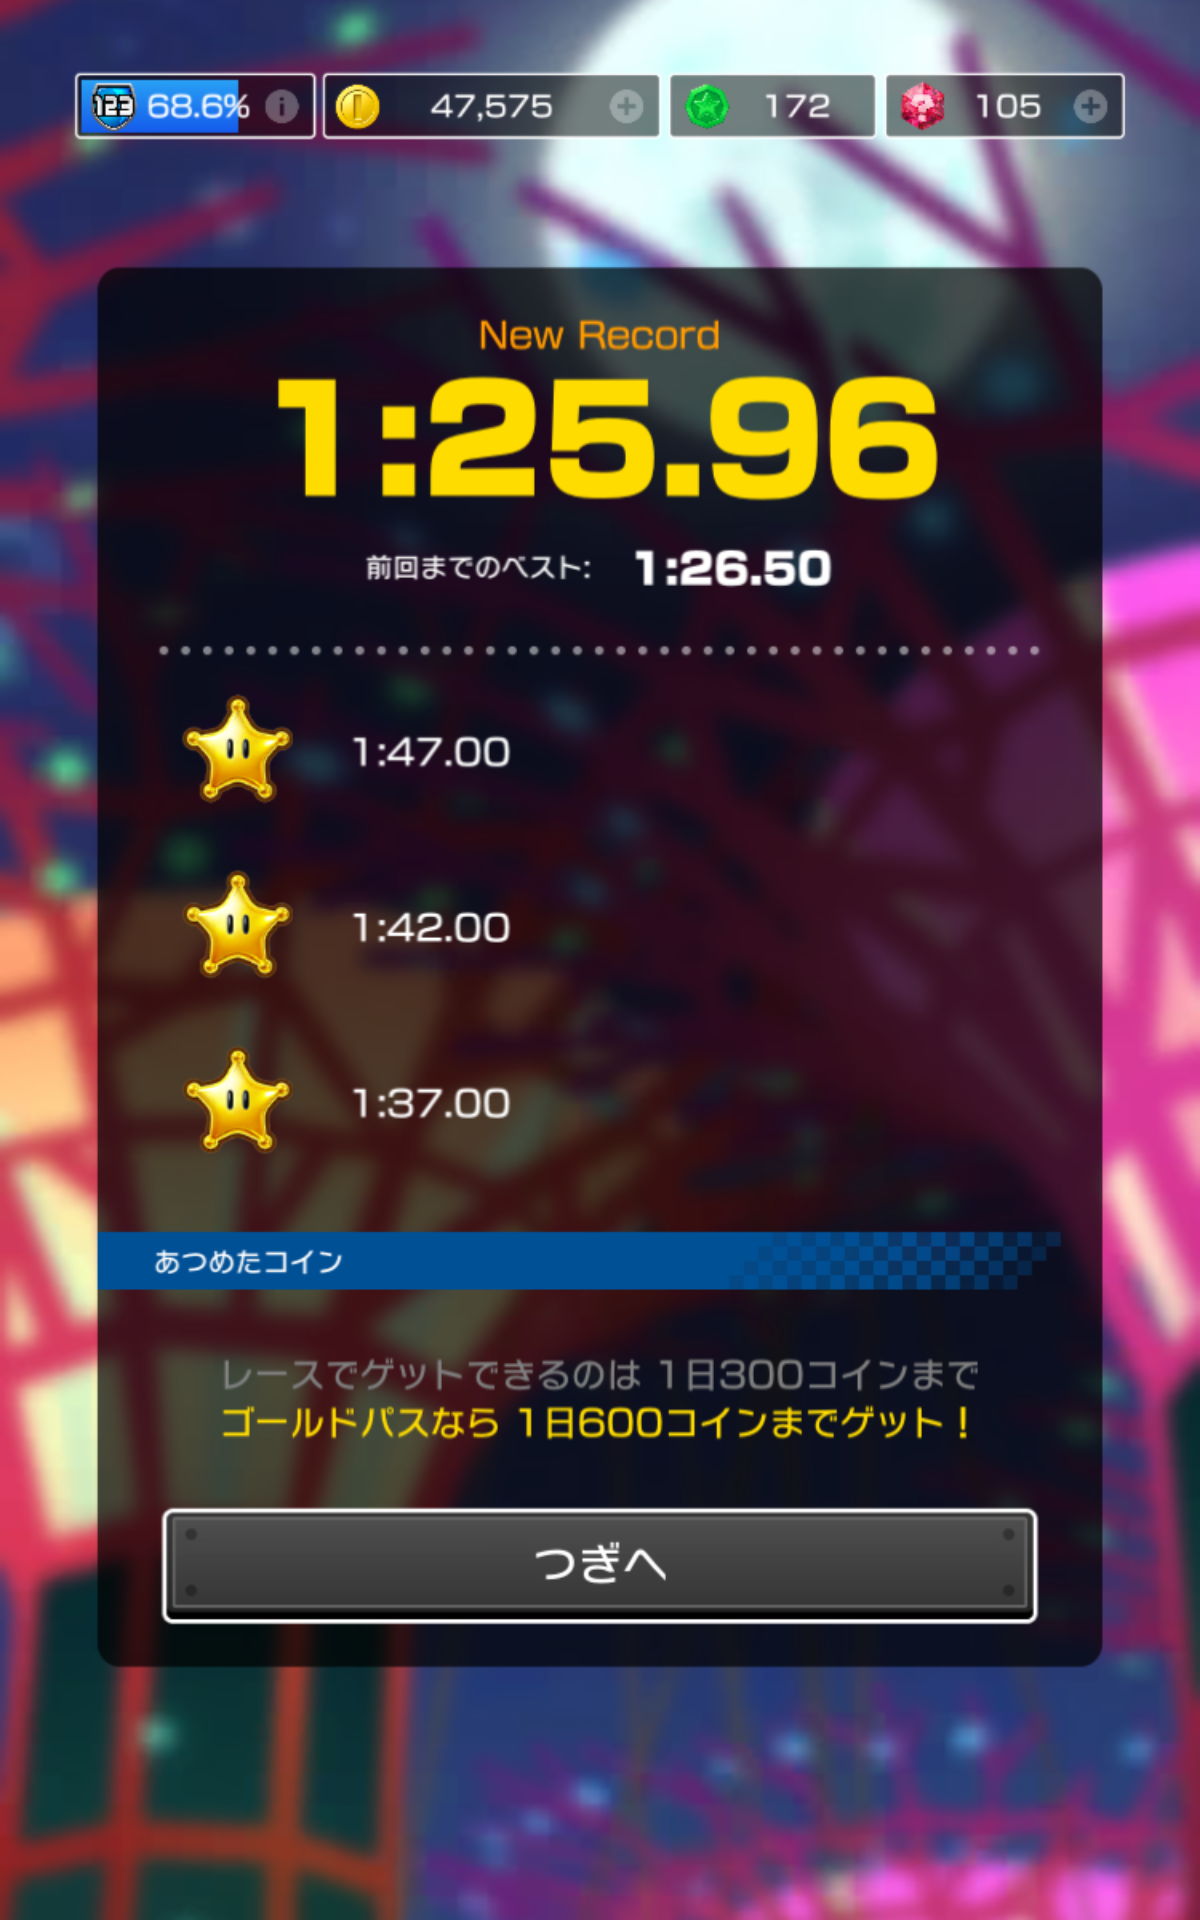 123 68.6% 47,575 172 105
New Record
1:25.96
前回までのベスト: 1:26.50
1:47.00
1:42.00
1:37.00
あつめたコイン
レースでゲットできるのは 1日300コインまで
ゴールドパスなら 1日600コインまでゲット！
つぎへ